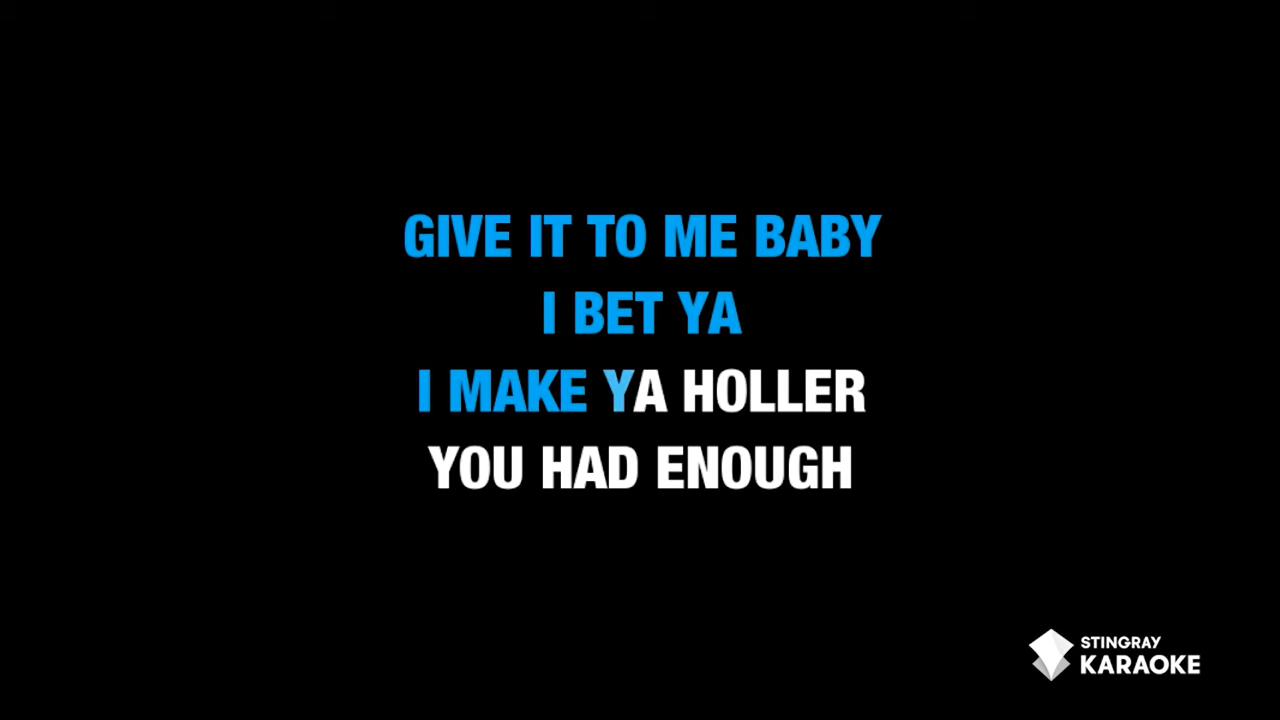 GIVE IT TO ME BABY
I BET YA
I MAKE YA HOLLER
YOU HAD ENOUGH
STINGRAY
KARAOKE